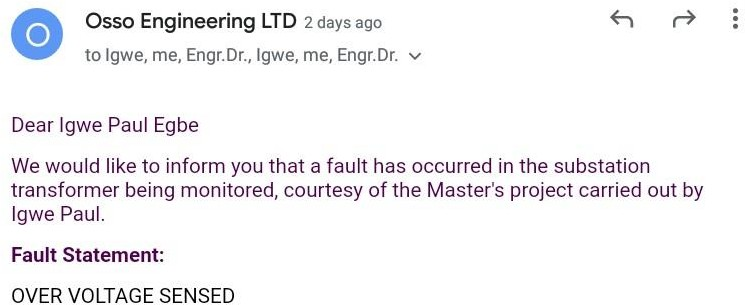 O
Osso Engineering LTD 2 days ago
to Igwe, me, Engr.Dr., Igwe, me, Engr.Dr.
Dear Igwe Paul Egbe
We would like to inform you that a fault has occurred in the substation
transformer being monitored, courtesy of the Master's project carried out by
Igwe Paul.
Fault Statement:
OVER VOLTAGE SENSED